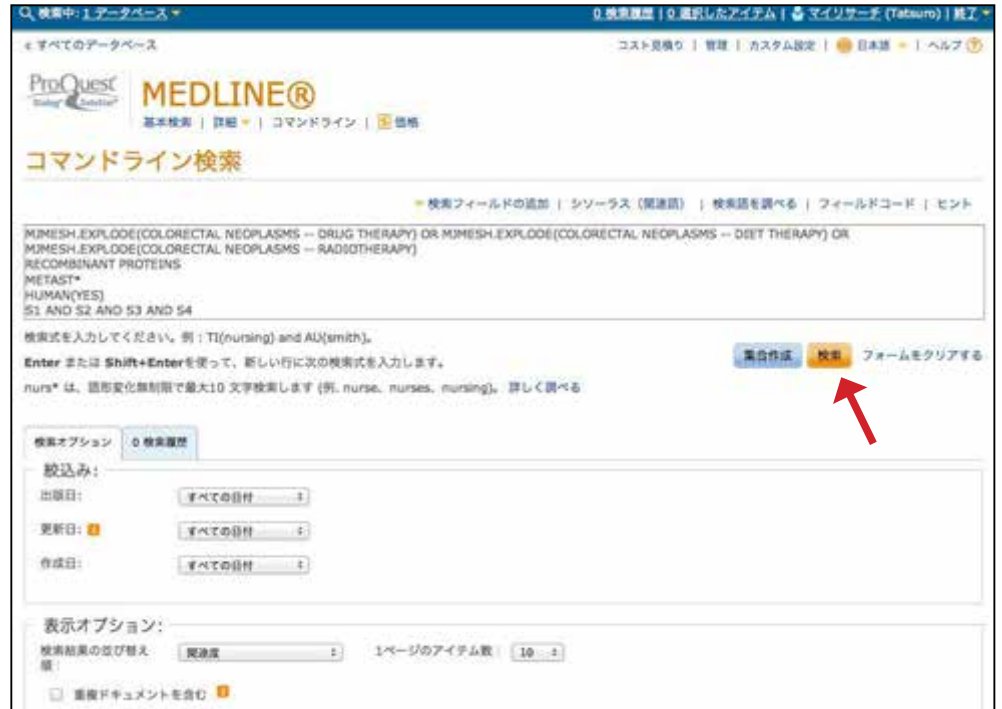 検索中:1 データベース
0 検索履歴 | 0 選択したアイテム | マイリサーチ (Tatsuro) | 終了
« すべてのデータベース
コスト見積り | 管理 | カスタム設定 | 日本語 | ヘルプ ?
ProQuest
Dialog
MEDLINE®
基本検索 | 詳細 | コマンドライン | $ 価格
コマンドライン検索
検索フィールドの追加 | シソーラス (関連語) | 検索語を調べる | フィールドコード | ヒント
MJMESH.EXPLODE(COLORECTAL NEOPLASMS -- DRUG THERAPY) OR MJMESH.EXPLODE(COLORECTAL NEOPLASMS -- DIET THERAPY) OR
MJMESH.EXPLODE(COLORECTAL NEOPLASMS -- RADIOTHERAPY)
RECOMBINANT PROTEINS
METAST*
HUMAN(YES)
S1 AND S2 AND S3 AND S4
検索式を入力してください。例:TI(nursing) and AU(smith)。
Enter または Shift+Enterを使って、新しい行に次の検索式を入力します。
集合作成 検索 フォームをクリアする
nurs* は、語形変化無制限で最大10 文字検索します (例. nurse、nurses、nursing)。 詳しく調べる
検索オプション 0 検索履歴
絞込み:
出版日: すべての日付
更新日: i すべての日付
作成日: すべての日付
表示オプション:
検索結果の並び替え 関連度 1ページのアイテム数: 10
順:
重複ドキュメントを含む i